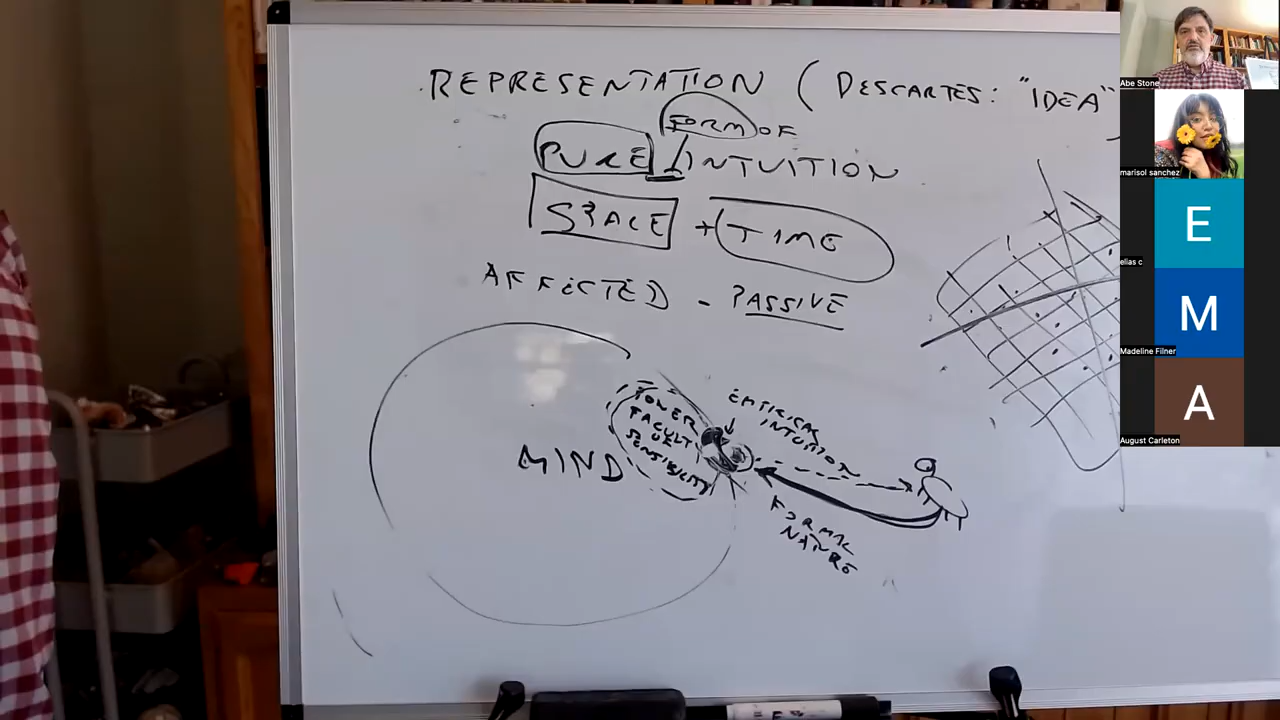 REPRESENTATION ( DESCARTES: "IDEA" )
FORM OF
PURE INTUITION
SPACE + TIME
AFFECTED - PASSIVE
MIND
POWER
FACULTY
OF
SENSIBILITY
EMPIRICAL
INTUITION
FORMAL
NATURE
Abe Stone
marisol sanchez
E
elias c
M
Madeline Filner
A
August Carleton